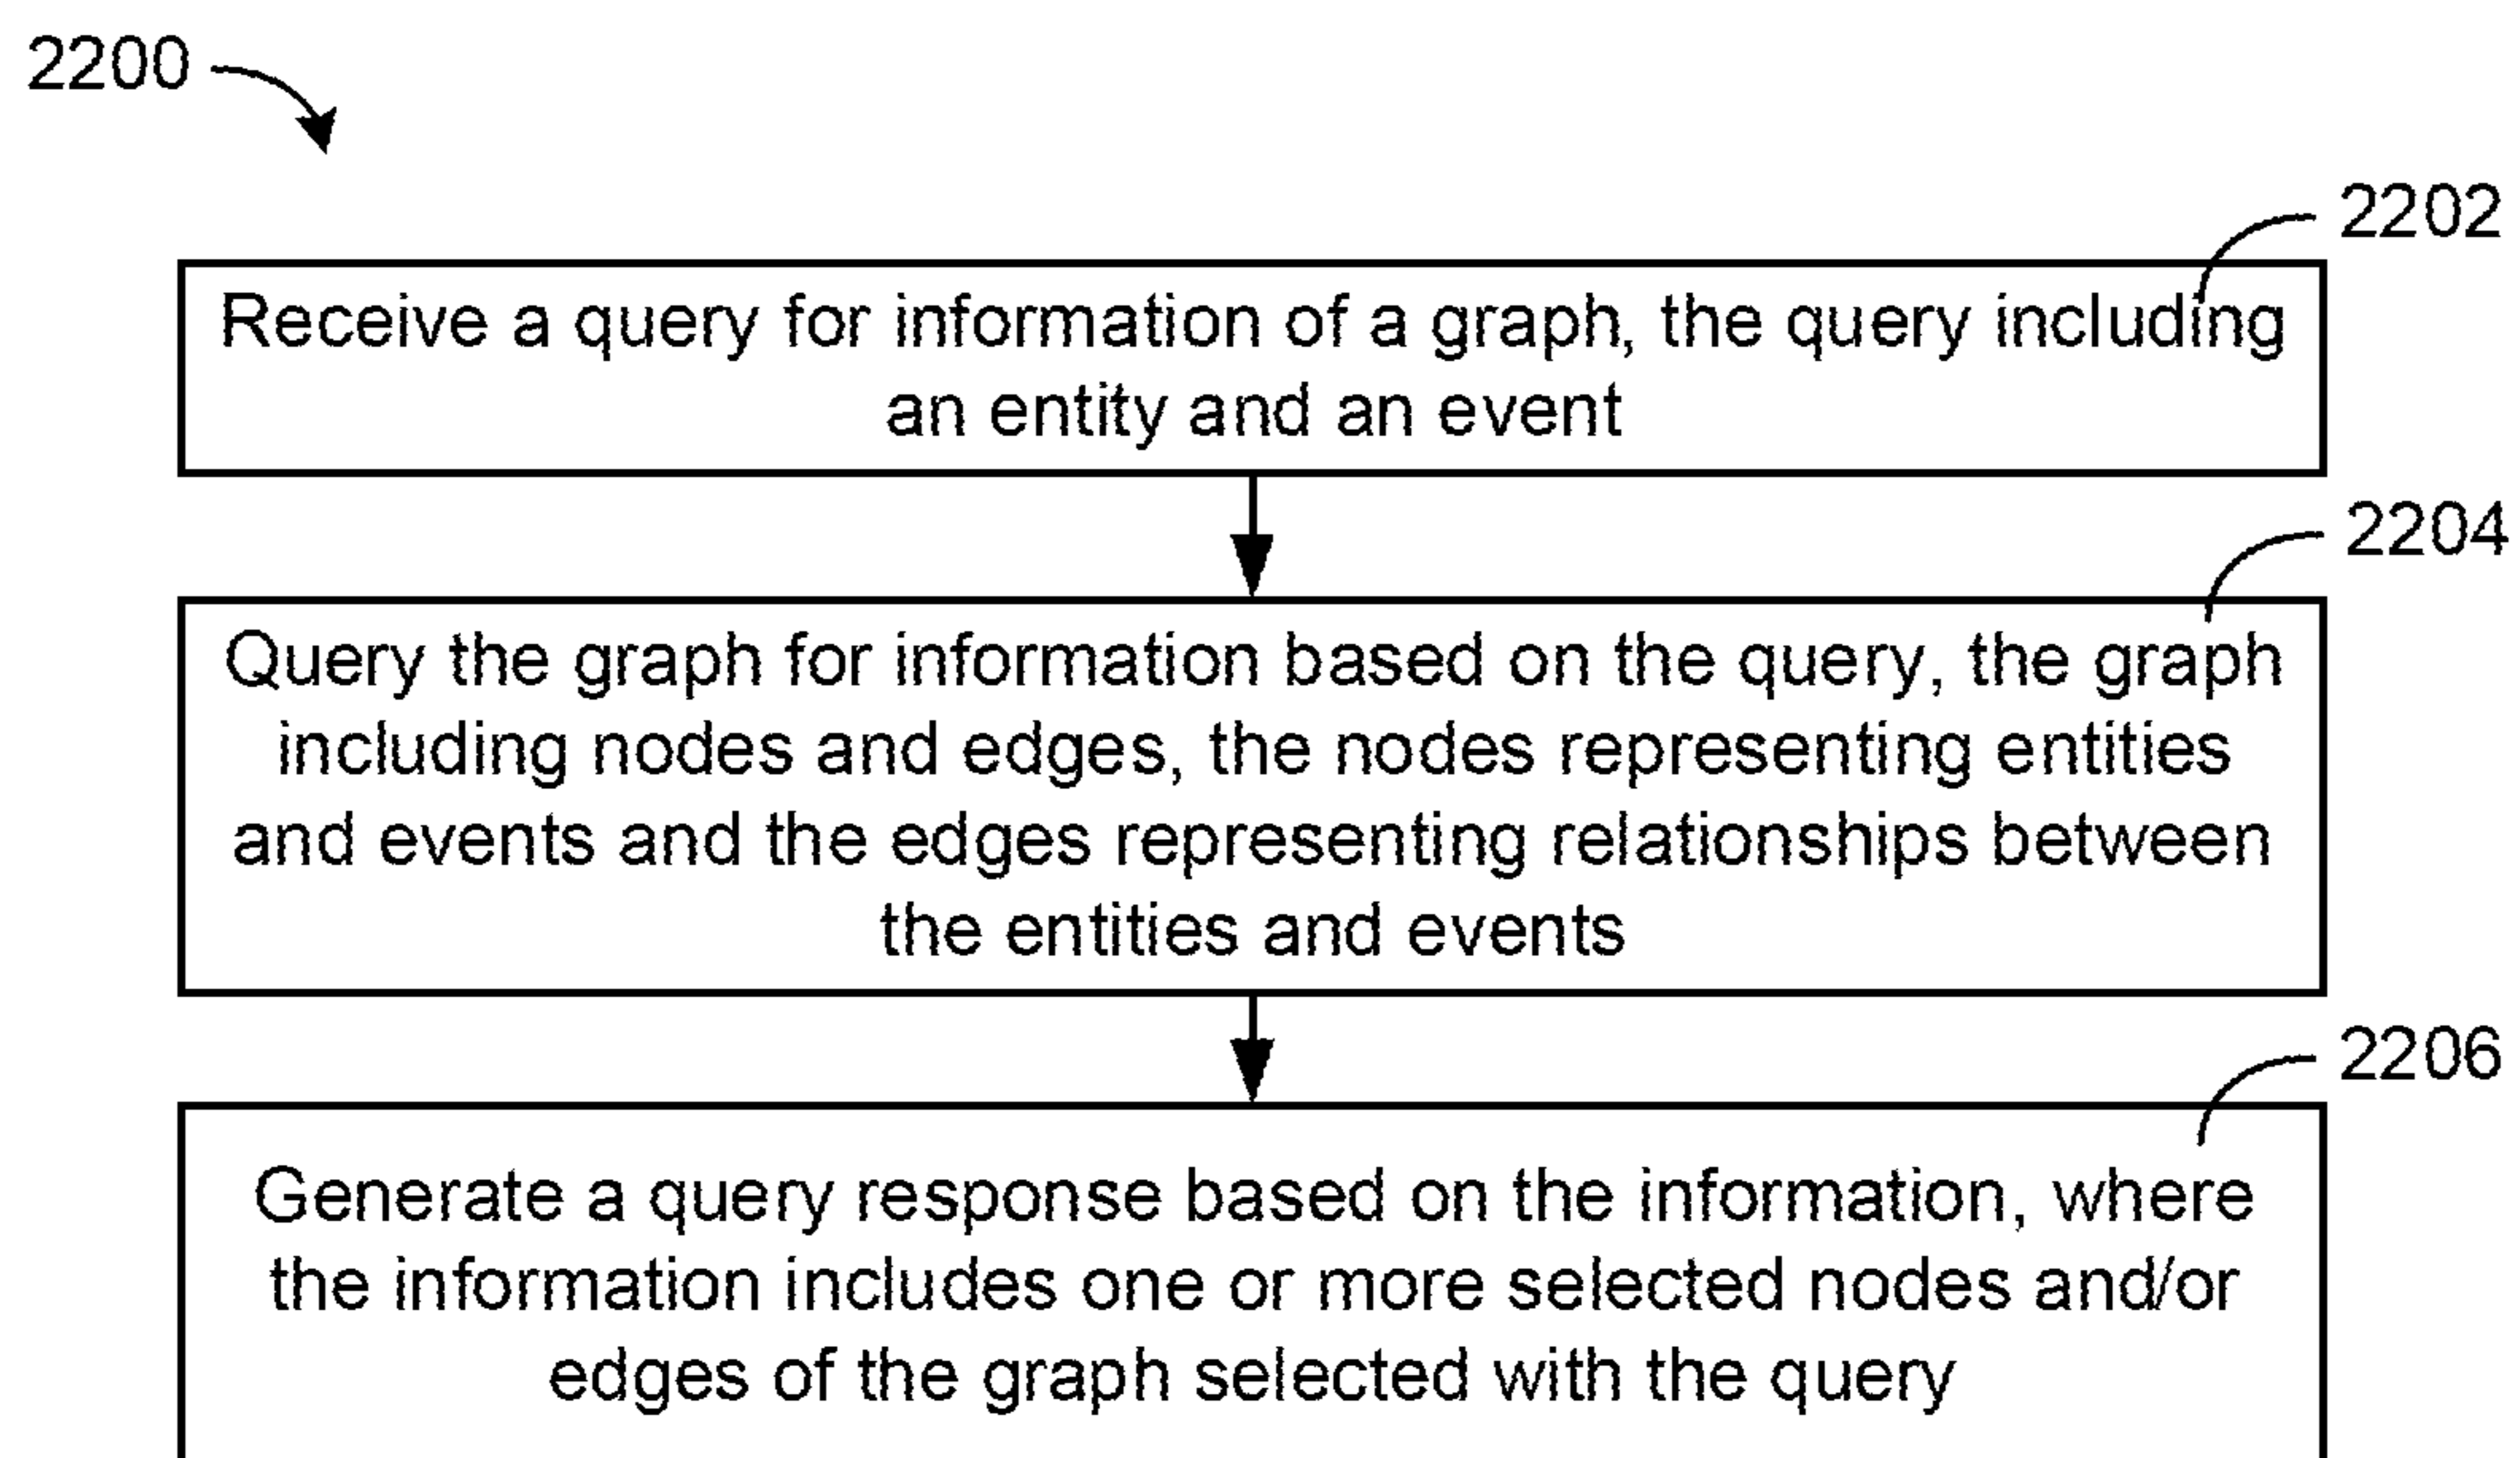 2200
2202
Receive a query for information of a graph, the query including
an entity and an event
2204
Query the graph for information based on the query, the graph
including nodes and edges, the nodes representing entities
and events and the edges representing relationships between
the entities and events
2206
Generate a query response based on the information, where
the information includes one or more selected nodes and/or
edges of the graph selected with the query